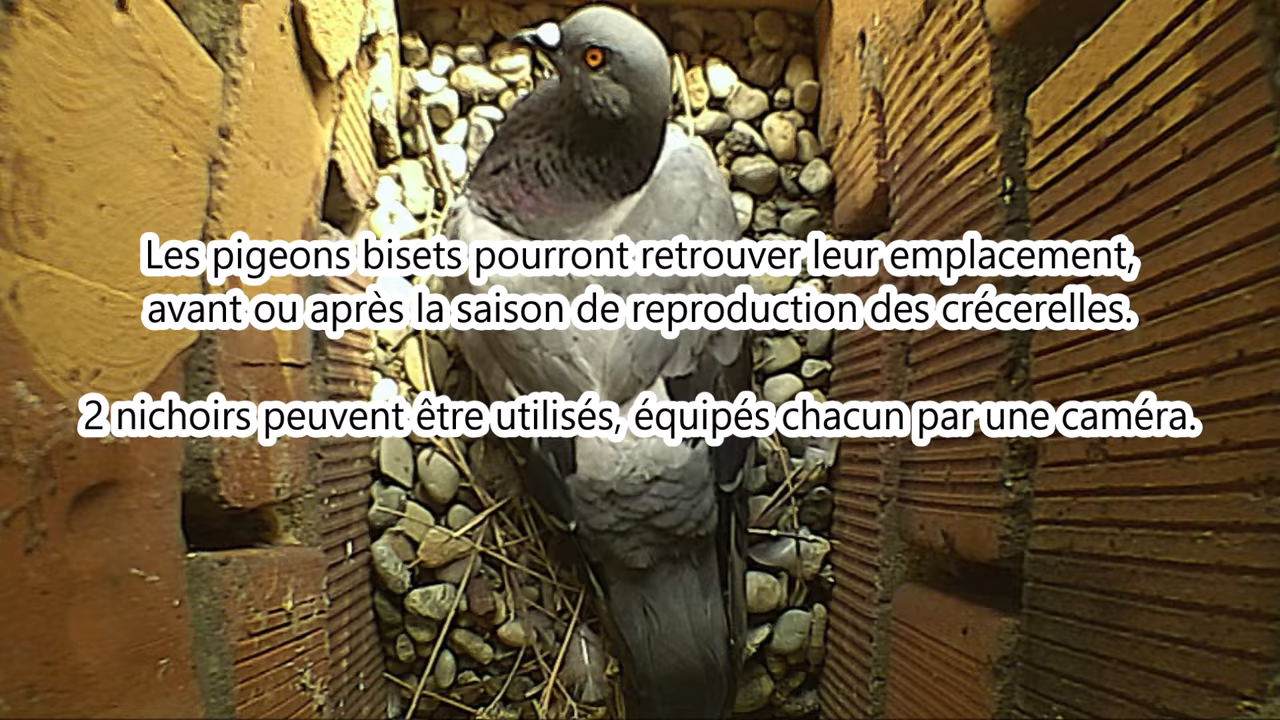 Les pigeons bisets pourront retrouver leur emplacement,
avant ou après la saison de reproduction des crécerelles.
2 nichoirs peuvent être utilisés, équipés chacun par une caméra.